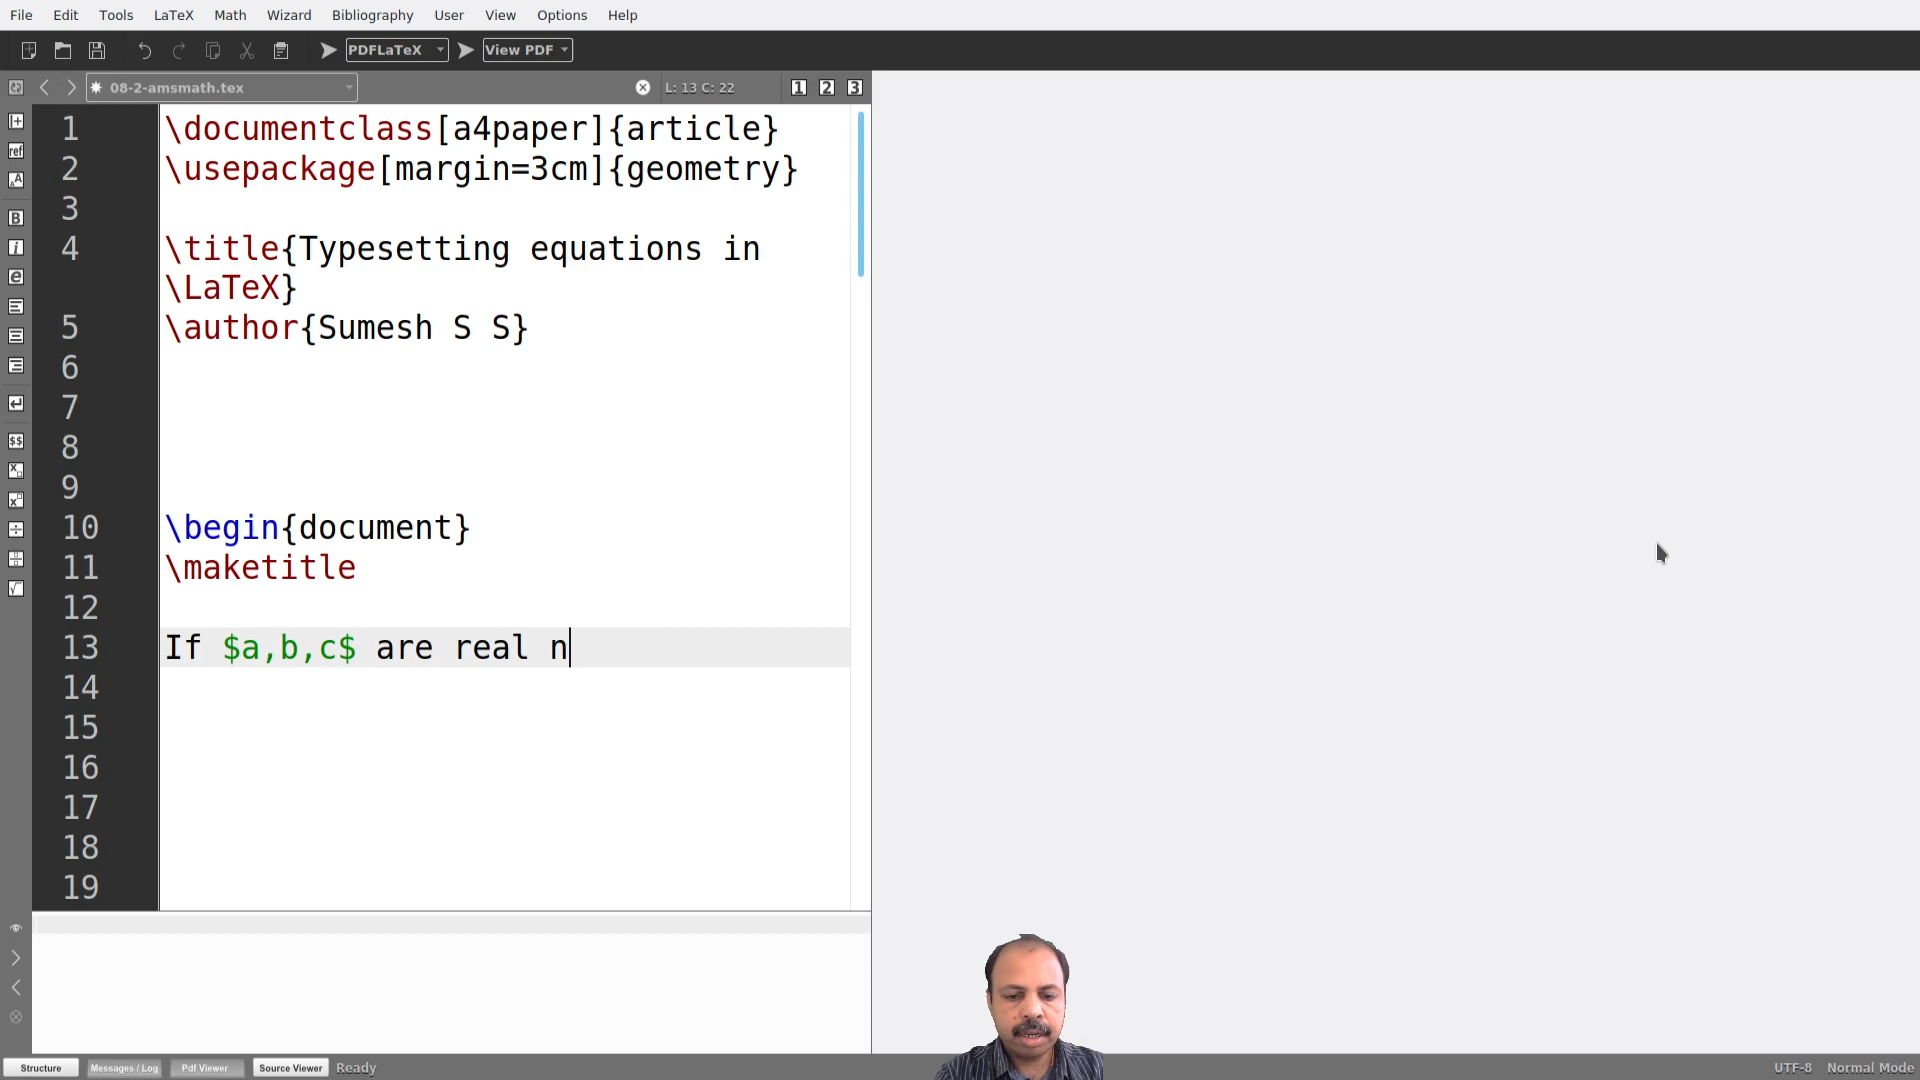 File Edit Tools LaTeX Math Wizard Bibliography User View Options Help
PDFLaTeX View PDF
08-2-amsmath.tex L: 13 C: 22 1 2 3
1 \documentclass[a4paper]{article}
2 \usepackage[margin=3cm]{geometry}
3
4 \title{Typesetting equations in
\LaTeX}
5 \author{Sumesh S S}
6
7
8
9
10 \begin{document}
11 \maketitle
12
13 If $a,b,c$ are real n
14
15
16
17
18
19
ref
B
i
e
$$
Structure Messages / Log Pdf Viewer Source Viewer Ready UTF-8 Normal Mode